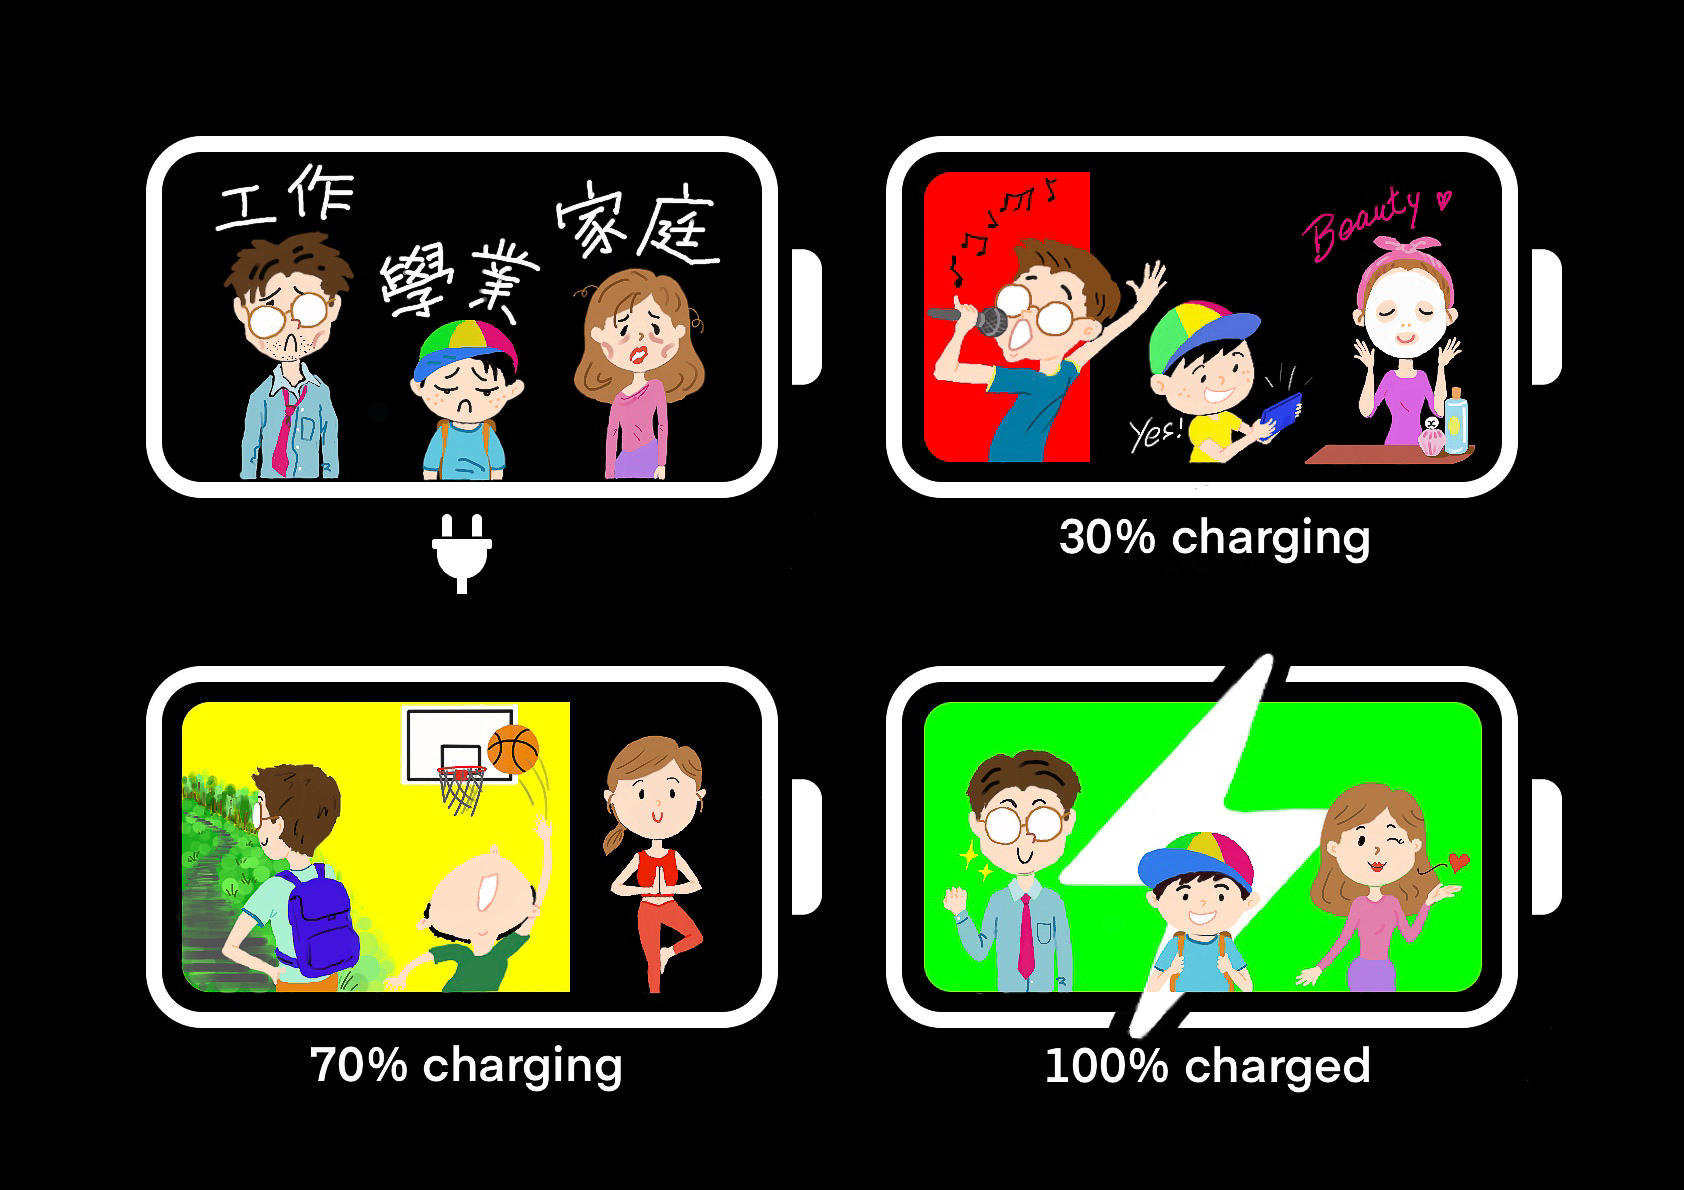 工作
學業
家庭
Beauty
Yes!
30% charging
70% charging
100% charged